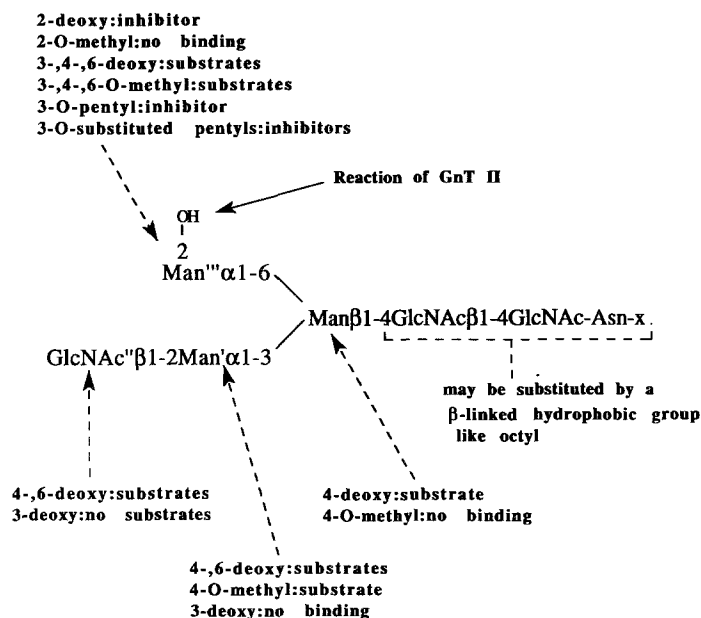 2-deoxy:inhibitor
2-O-methyl:no binding
3-,4-,6-deoxy:substrates
3-,4-,6-O-methyl:substrates
3-O-pentyl:inhibitor
3-O-substituted pentyls:inhibitors
Reaction of GnT II
OH
2
Man'''α1-6
Manβ1-4GlcNAcβ1-4GlcNAc-Asn-x
GlcNAc"β1-2Man'α1-3
may be substituted by a
β-linked hydrophobic group
like octyl
4-,6-deoxy:substrates
3-deoxy:no substrates
4-deoxy:substrate
4-O-methyl:no binding
4-,6-deoxy:substrates
4-O-methyl:substrate
3-deoxy:no binding